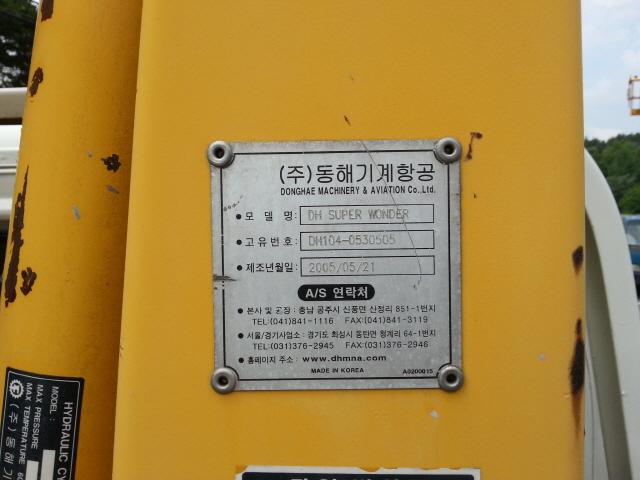 (주)동해기계항공
DONGHAE MACHINERY & AVIATION Co.,Ltd.
• 모 델 명: DH SUPER WONDER
• 고유번호: DH104-0530505
• 제조년월일: 2005/05/21
A/S 연락처
• 본사 및 공장: 충남 공주시 신풍면 산정리 851-1번지
TEL:(041)841-1116 FAX:(041)841-3119
• 서울/경기사업소: 경기도 화성시 동탄면 청계리 64-1번지
TEL:(031)376-2945 FAX:(031)376-2946
• 홈페이지 주소: www.dhmna.com
MADE IN KOREA A0200015
HYDRAULIC CY
MODEL:
MAX PRESSURE
MAX TEMPERATURE 60
(주)동해기